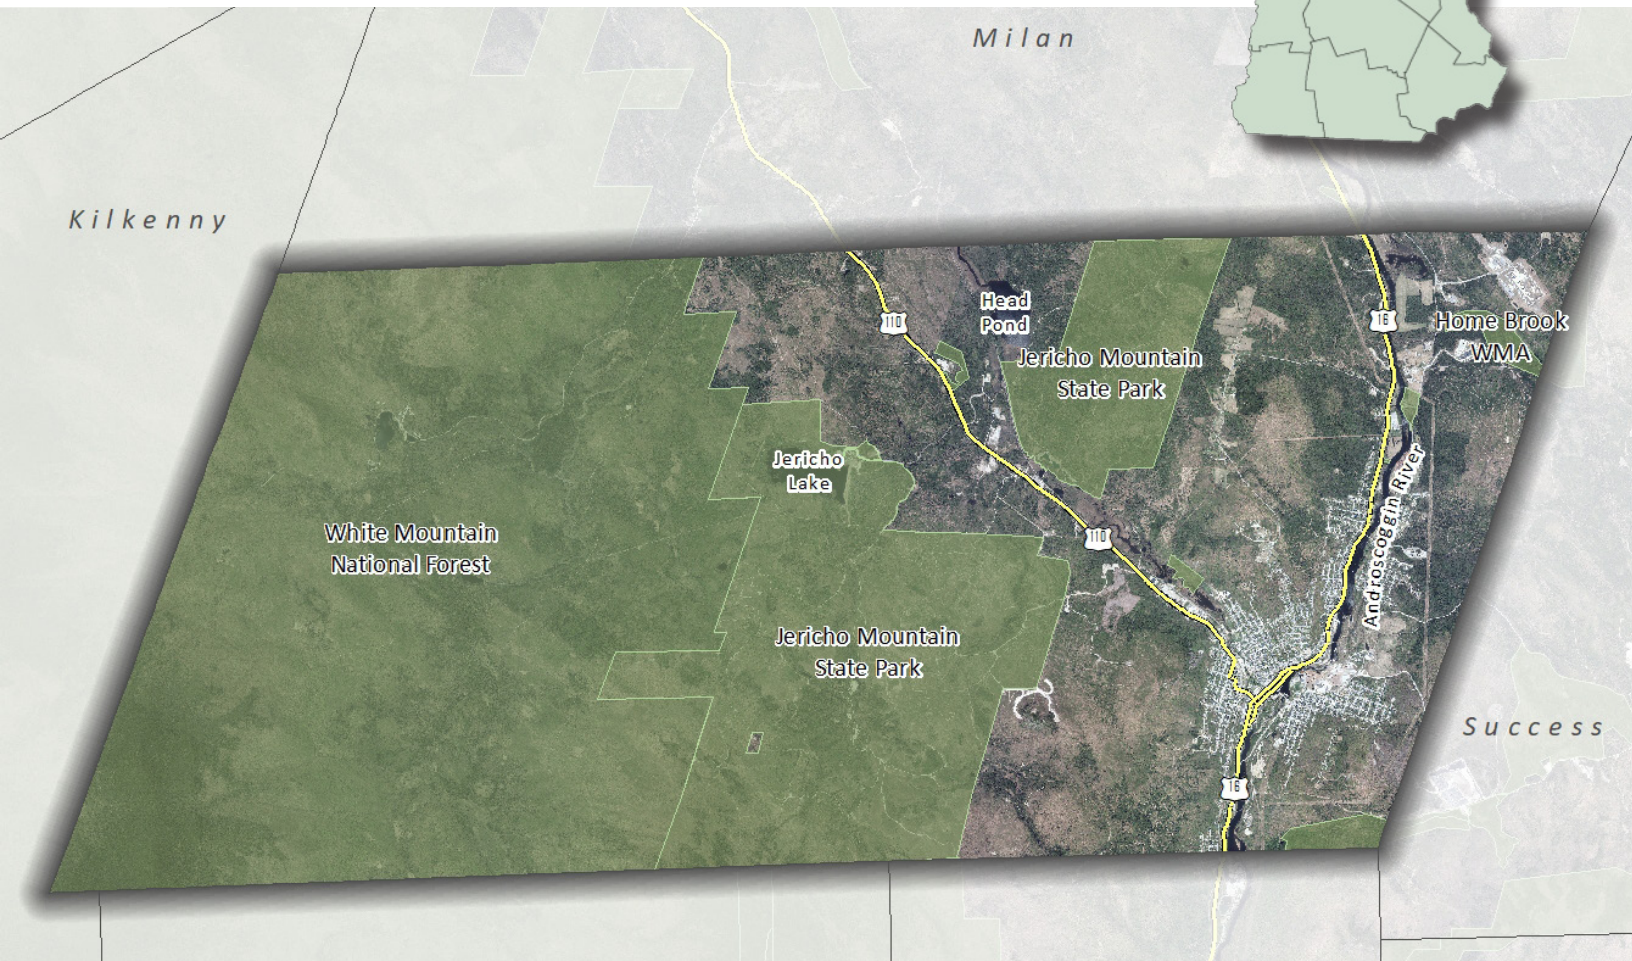 Milan
Kilkenny
Head
Pond
110
16
Home Brook
WMA
Jericho Mountain
State Park
Jericho
Lake
White Mountain
National Forest
110
Androscoggin River
Jericho Mountain
State Park
Success
16